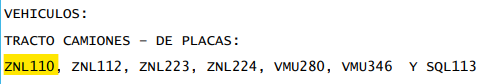 VEHICULOS:
TRACTO CAMIONES – DE PLACAS:
ZNL110, ZNL112, ZNL223, ZNL224, VMU280, VMU346 Y SQL113